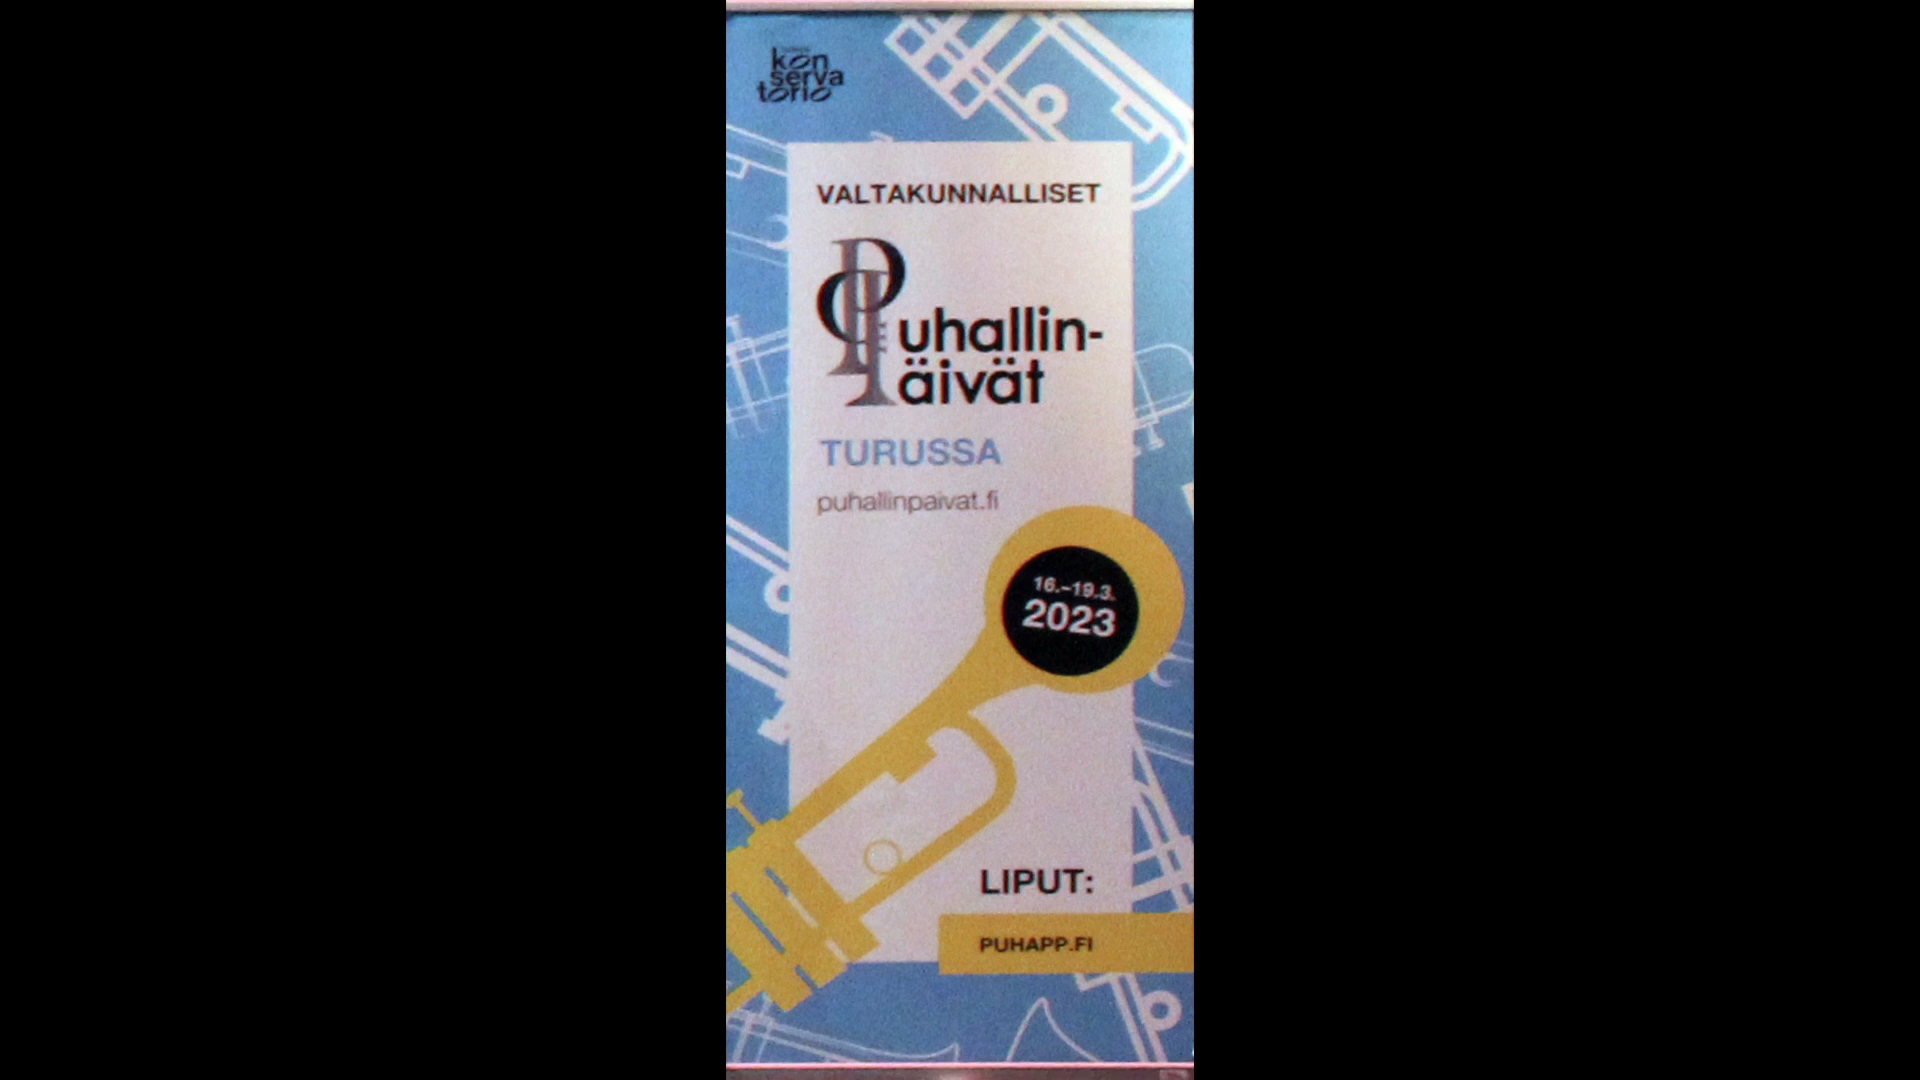 kon
serva
torio
VALTAKUNNALLISET
Puhallin-
Päivät
TURUSSA
puhallinpaivat.fi
16.–19.3.
2023
LIPUT:
PUHAPP.FI